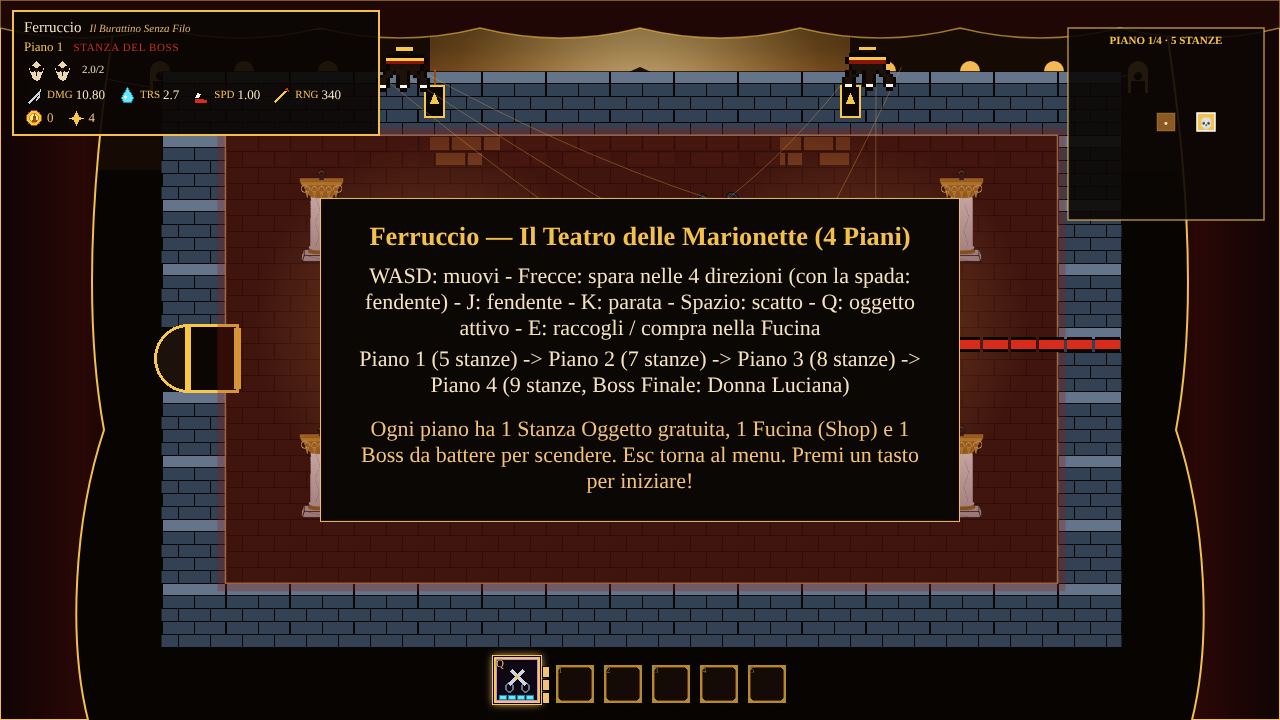 Ferruccio Il Burattino Senza Filo
Piano 1 STANZA DEL BOSS
2.0/2
DMG 10.80 TRS 2.7 SPD 1.00 RNG 340
0 4
PIANO 1/4 · 5 STANZE
Ferruccio — Il Teatro delle Marionette (4 Piani)
WASD: muovi - Frecce: spara nelle 4 direzioni (con la spada:
fendente) - J: fendente - K: parata - Spazio: scatto - Q: oggetto
attivo - E: raccogli / compra nella Fucina
Piano 1 (5 stanze) -> Piano 2 (7 stanze) -> Piano 3 (8 stanze) ->
Piano 4 (9 stanze, Boss Finale: Donna Luciana)
Ogni piano ha 1 Stanza Oggetto gratuita, 1 Fucina (Shop) e 1
Boss da battere per scendere. Esc torna al menu. Premi un tasto
per iniziare!
Q